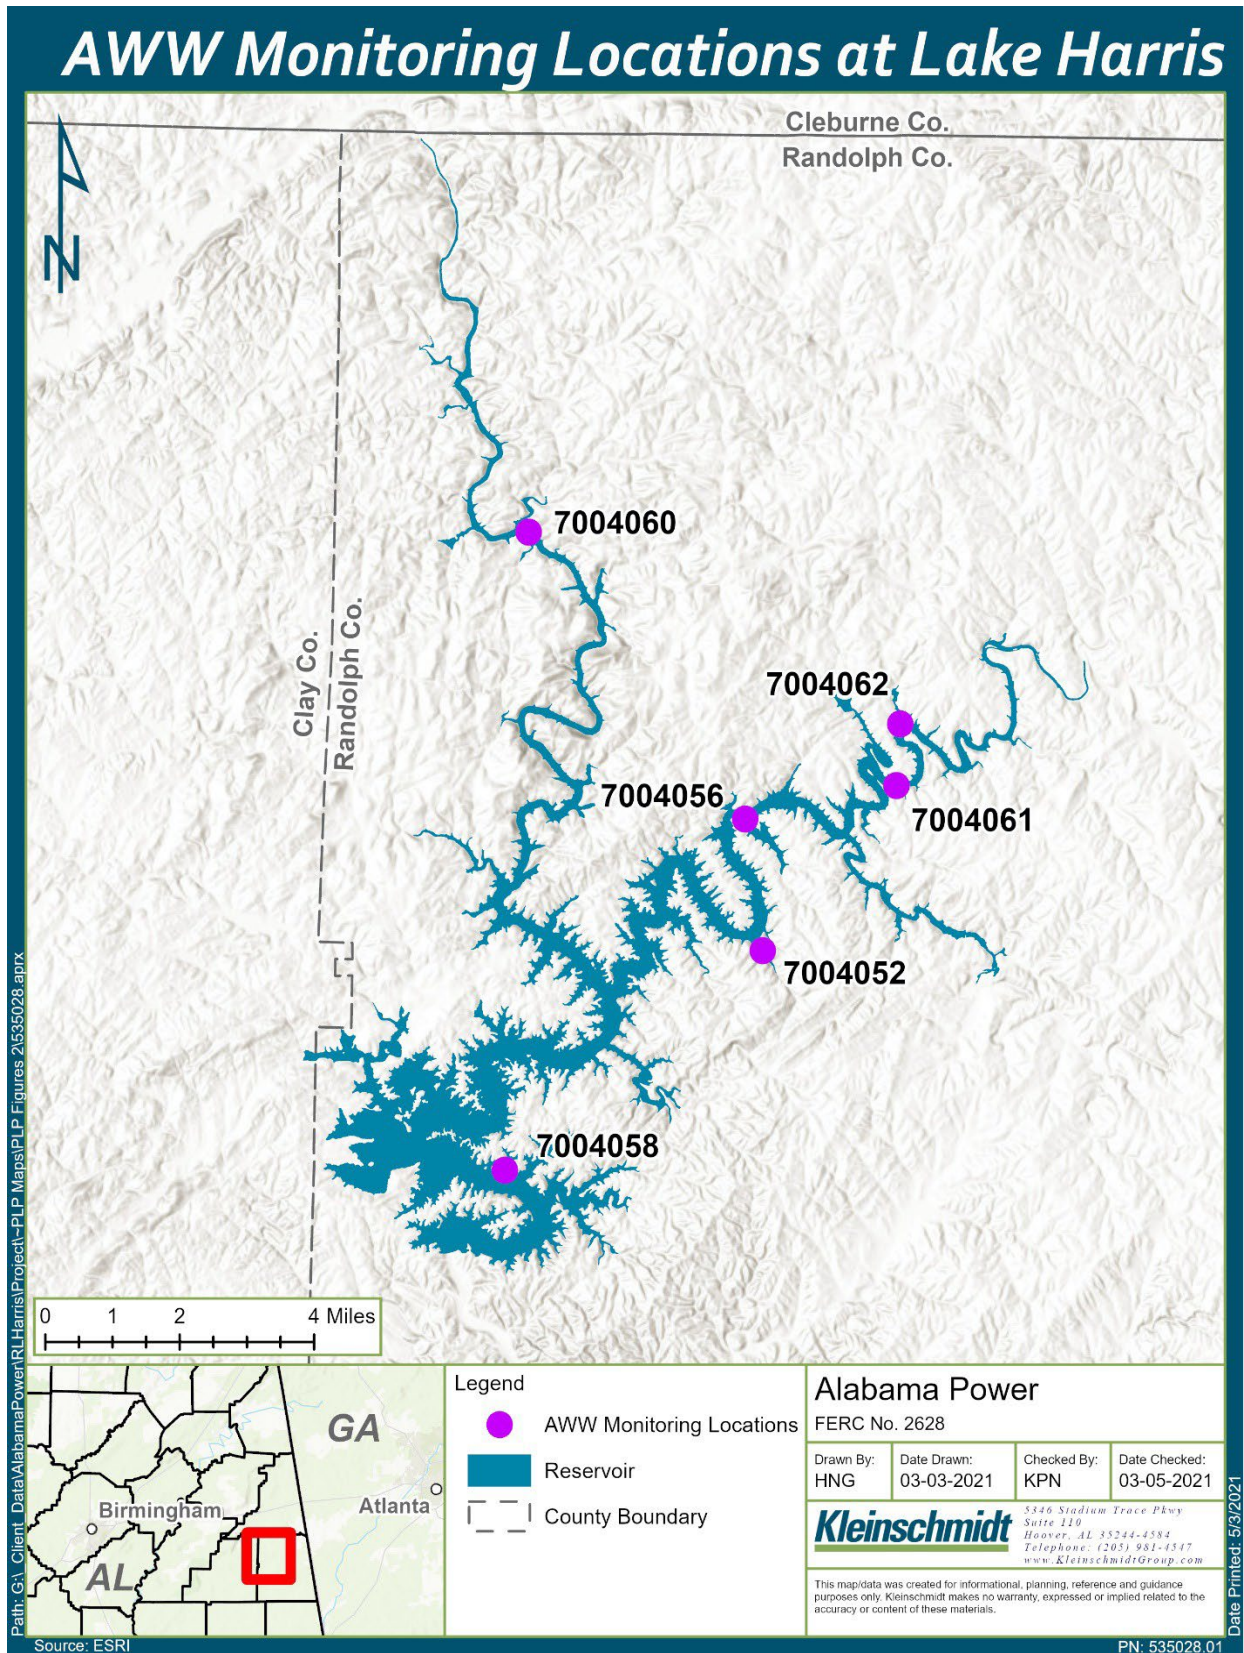 AWW Monitoring Locations at Lake Harris
Cleburne Co.
Randolph Co.
N
7004060
Clay Co.
Randolph Co.
7004062
7004056
7004061
7004052
7004058
0 1 2 4 Miles
Path: G:\_Client_Data\AlabamaPower\RLHarris\Project\~PLP Maps\PLP Figures 2\535028.aprx
GA
Birmingham
Atlanta
AL
Source: ESRI
Legend
AWW Monitoring Locations
Reservoir
County Boundary
Alabama Power
FERC No. 2628
Drawn By:
HNG
Date Drawn:
03-03-2021
Checked By:
KPN
Date Checked:
03-05-2021
Kleinschmidt
5346 Stadium Trace Pkwy
Suite 110
Hoover, AL 35244-4584
Telephone: (205) 981-4547
www.KleinschmidtGroup.com
This map/data was created for informational, planning, reference and guidance
purposes only. Kleinschmidt makes no warranty, expressed or implied related to the
accuracy or content of these materials.
Date Printed: 5/3/2021
PN: 535028.01